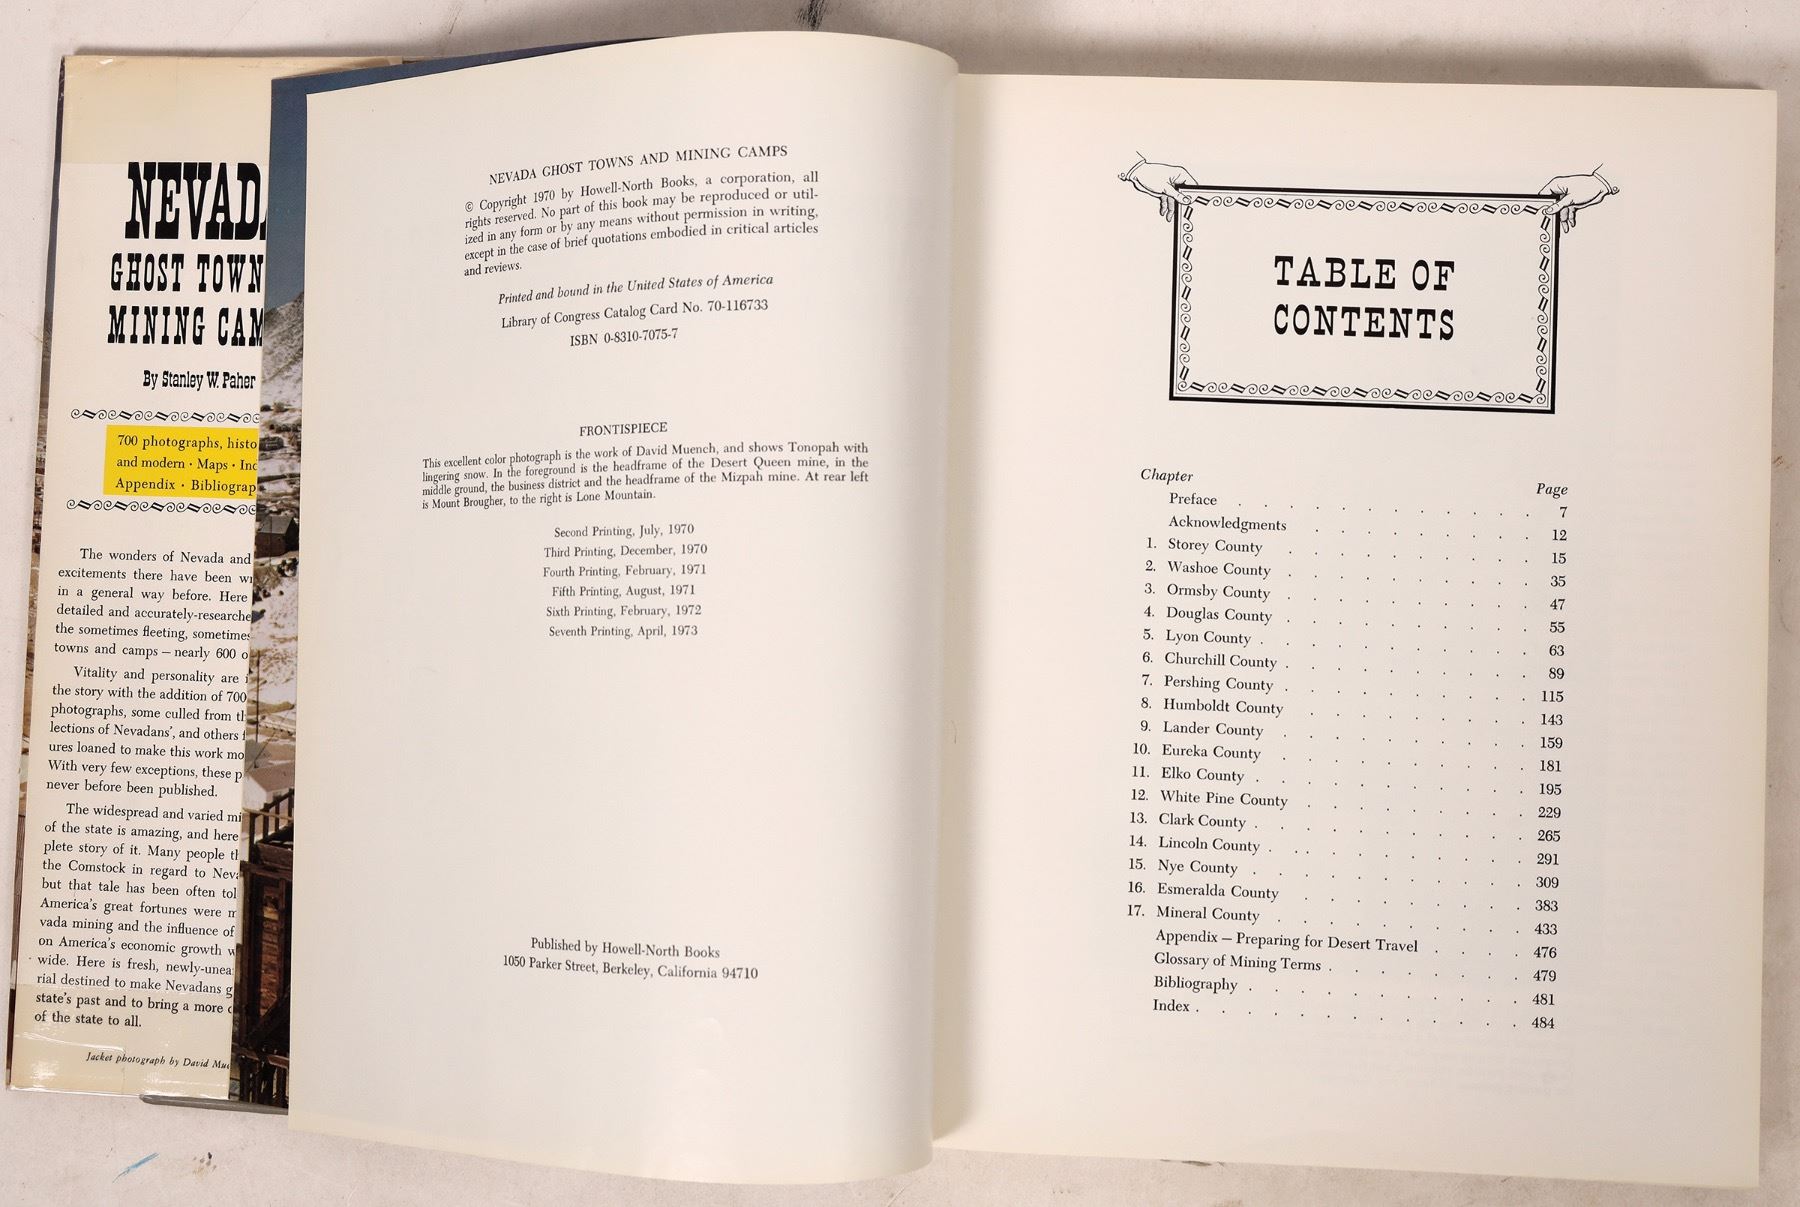 NEVADA
GHOST TOWN
MINING CAM
By Stanley W. Paher
700 photographs, histo
and modern · Maps · Ind
Appendix · Bibliograp
The wonders of Nevada and
excitements there have been wr
in a general way before. Here
detailed and accurately-researche
the sometimes fleeting, sometimes
towns and camps — nearly 600 o
Vitality and personality are i
the story with the addition of 700
photographs, some culled from th
lections of Nevadans', and others f
ures loaned to make this work mo
With very few exceptions, these p
never before been published.
The widespread and varied mi
of the state is amazing, and here
plete story of it. Many people th
the Comstock in regard to Neva
but that tale has been often tol
America's great fortunes were m
vada mining and the influence of
on America's economic growth w
wide. Here is fresh, newly-unea
rial destined to make Nevadans g
state's past and to bring a more c
of the state to all.
Jacket photograph by David Mue
NEVADA GHOST TOWNS AND MINING CAMPS
© Copyright 1970 by Howell-North Books, a corporation, all
rights reserved. No part of this book may be reproduced or util-
ized in any form or by any means without permission in writing,
except in the case of brief quotations embodied in critical articles
and reviews.
Printed and bound in the United States of America
Library of Congress Catalog Card No. 70-116733
ISBN 0-8310-7075-7
FRONTISPIECE
This excellent color photograph is the work of David Muench, and shows Tonopah with
lingering snow. In the foreground is the headframe of the Desert Queen mine, in the
middle ground, the business district and the headframe of the Mizpah mine. At rear left
is Mount Brougher, to the right is Lone Mountain.
Second Printing, July, 1970
Third Printing, December, 1970
Fourth Printing, February, 1971
Fifth Printing, August, 1971
Sixth Printing, February, 1972
Seventh Printing, April, 1973
Published by Howell-North Books
1050 Parker Street, Berkeley, California 94710
TABLE OF
CONTENTS
Chapter Page
Preface 7
Acknowledgments 12
1. Storey County 15
2. Washoe County 35
3. Ormsby County 47
4. Douglas County 55
5. Lyon County 63
6. Churchill County 89
7. Pershing County 115
8. Humboldt County 143
9. Lander County 159
10. Eureka County 181
11. Elko County 195
12. White Pine County 229
13. Clark County 265
14. Lincoln County 291
15. Nye County 309
16. Esmeralda County 383
17. Mineral County 433
Appendix — Preparing for Desert Travel 476
Glossary of Mining Terms 479
Bibliography 481
Index 484